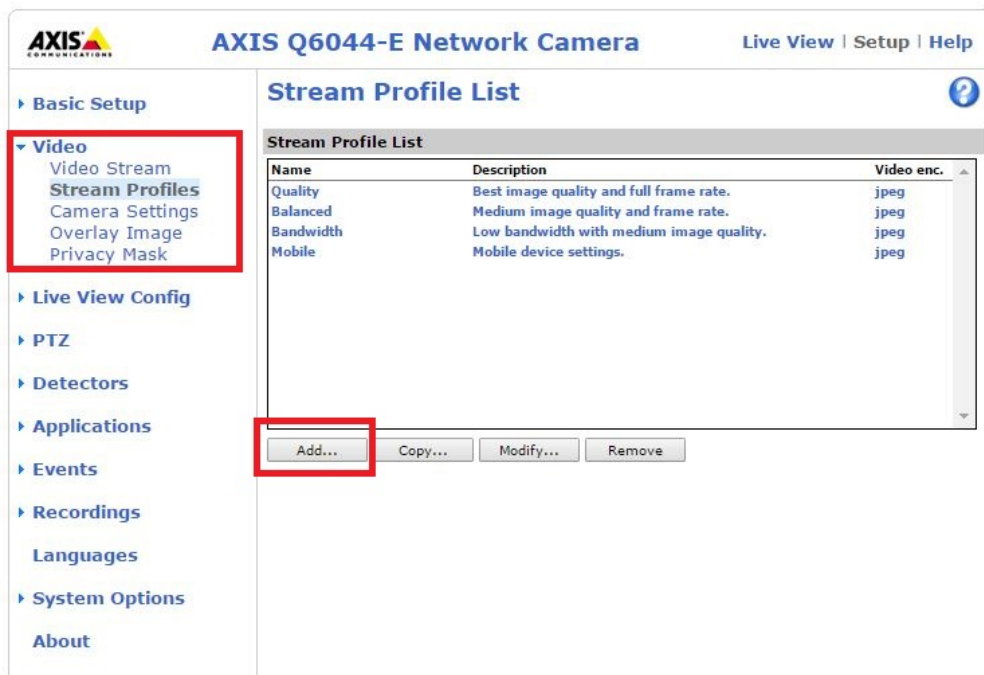 AXIS
COMMUNICATIONS
AXIS Q6044-E Network Camera
Live View | Setup | Help
Basic Setup
Video
Video Stream
Stream Profiles
Camera Settings
Overlay Image
Privacy Mask
Live View Config
PTZ
Detectors
Applications
Events
Recordings
Languages
System Options
About
Stream Profile List
?
Stream Profile List
Name Description Video enc.
Quality Best image quality and full frame rate. jpeg
Balanced Medium image quality and frame rate. jpeg
Bandwidth Low bandwidth with medium image quality. jpeg
Mobile Mobile device settings. jpeg
Add... Copy... Modify... Remove